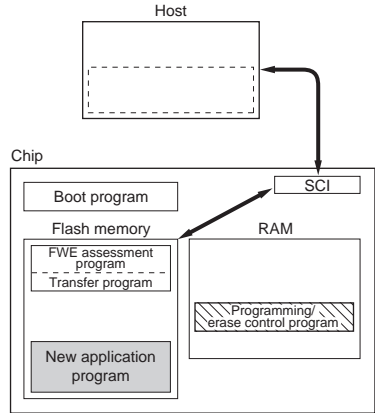 Host
Chip
SCI
Boot program
Flash memory
RAM
FWE assessment
program
Transfer program
Programming/
erase control program
New application
program